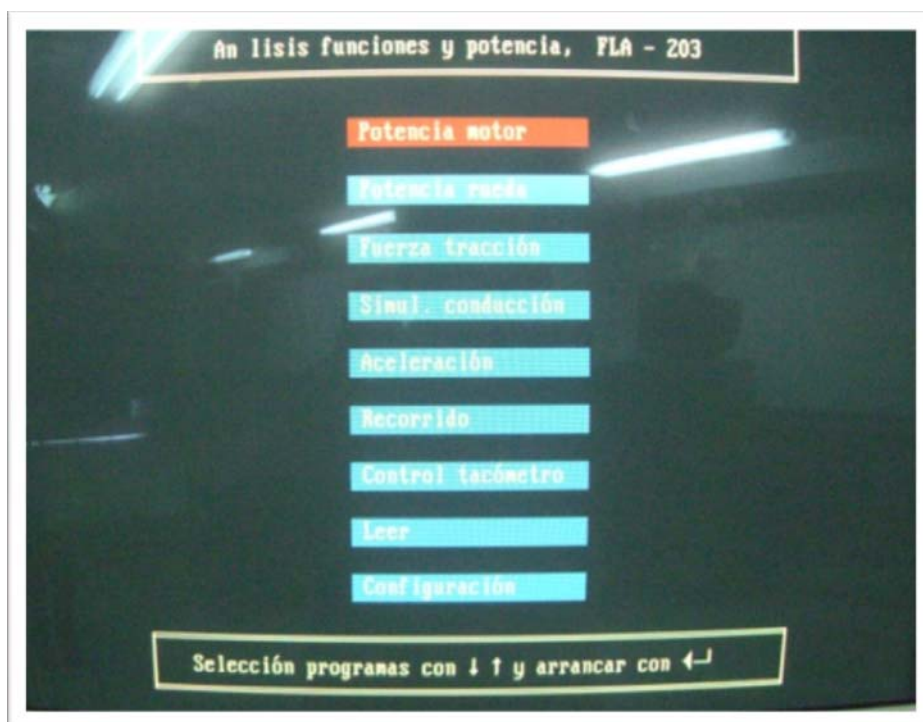 An lisis funciones y potencia, FLA - 203
Potencia motor
Potencia rueda
Fuerza tracción
Simul. conducción
Aceleración
Recorrido
Control tacómetro
Leer
Configuración
Selección programas con ↓ ↑ y arrancar con ↵